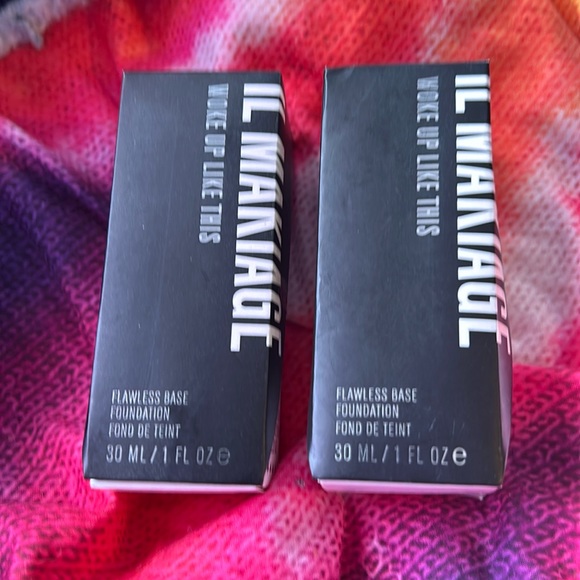 IL MAKIAGE
WOKE UP LIKE THIS
FLAWLESS BASE
FOUNDATION
FOND DE TEINT
30 ML/1 FL OZ e
IL MAKIAGE
WOKE UP LIKE THIS
FLAWLESS BASE
FOUNDATION
FOND DE TEINT
30 ML/1 FL OZ e